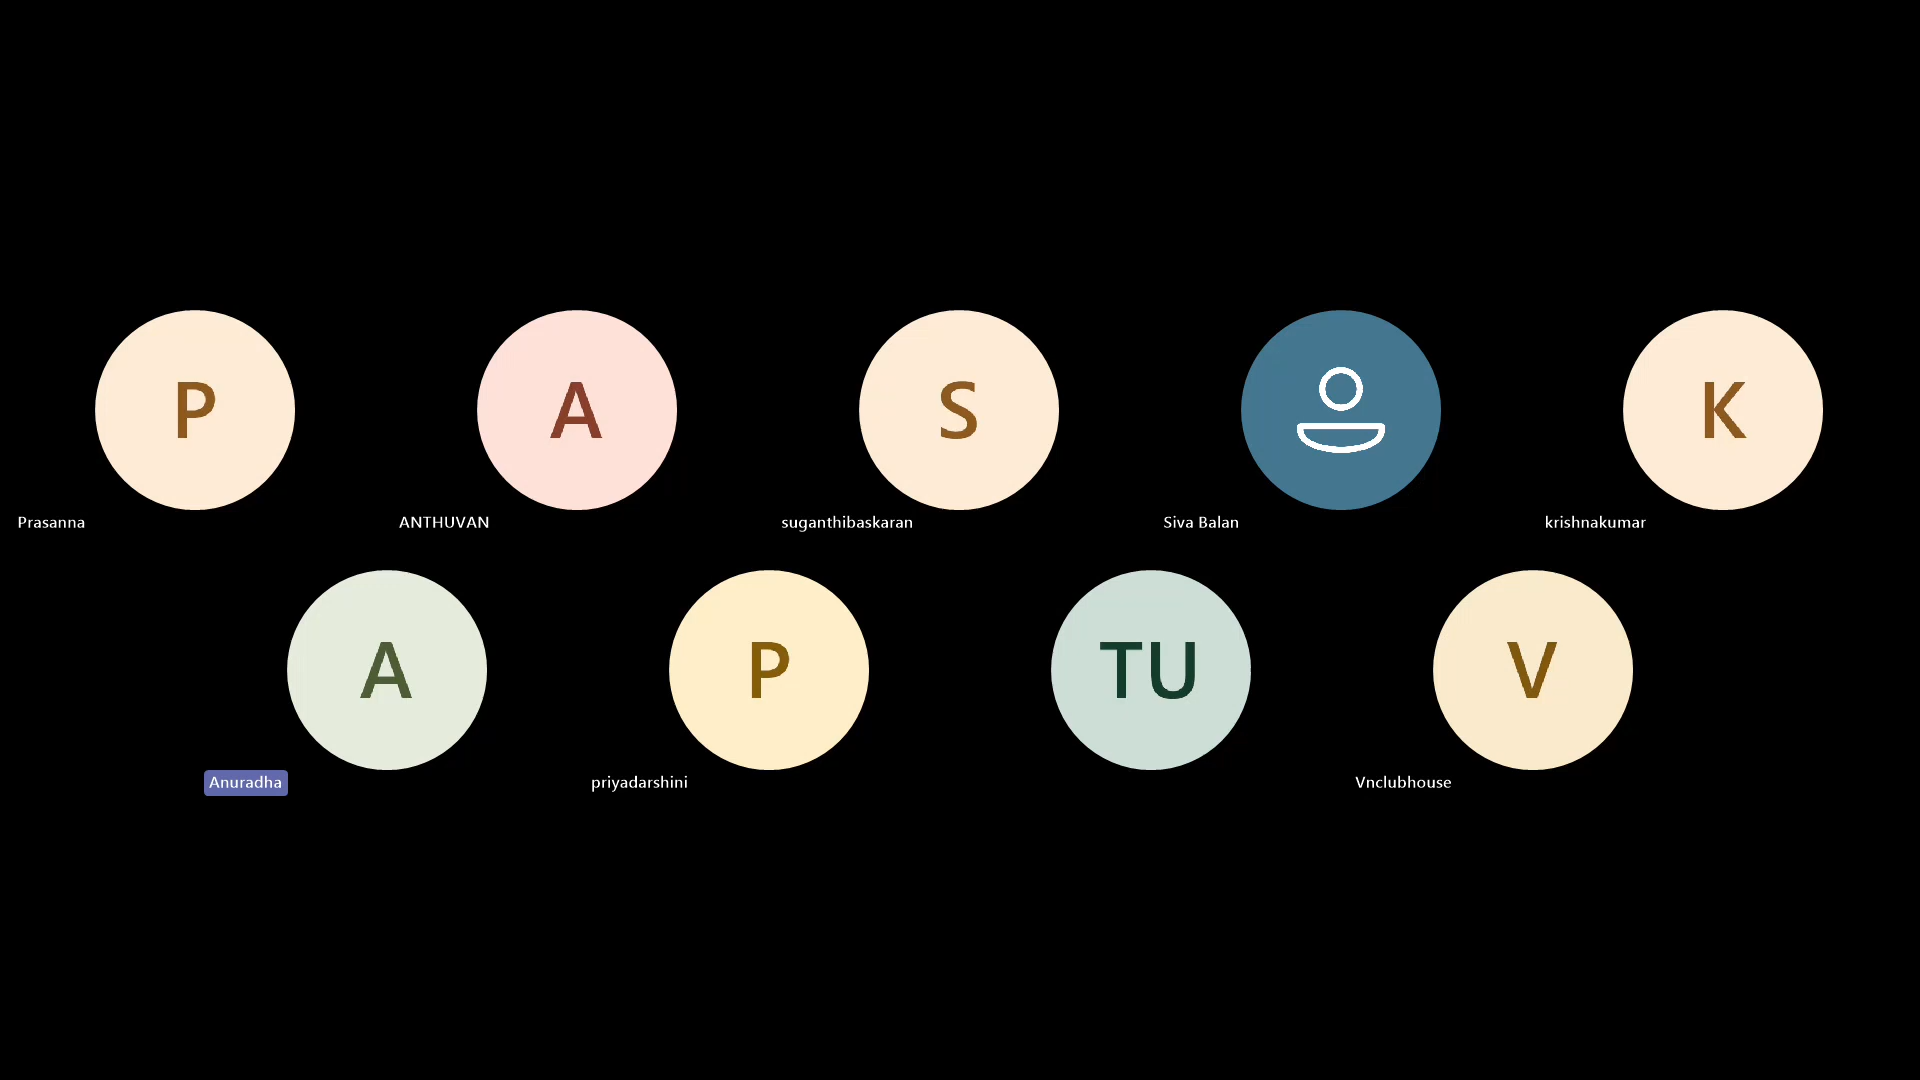 P
A
S
K
Prasanna
ANTHUVAN
suganthibaskaran
Siva Balan
krishnakumar
A
P
TU
V
Anuradha
priyadarshini
Vnclubhouse